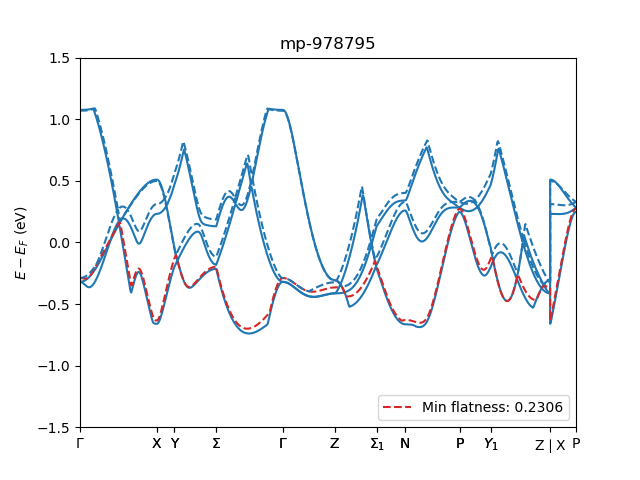 mp-978795
E − E_F (eV)
1.5
1.0
0.5
0.0
−0.5
−1.0
−1.5
Min flatness: 0.2306
Γ X Y Σ Γ Z Σ₁ N P Y₁ Z | X P